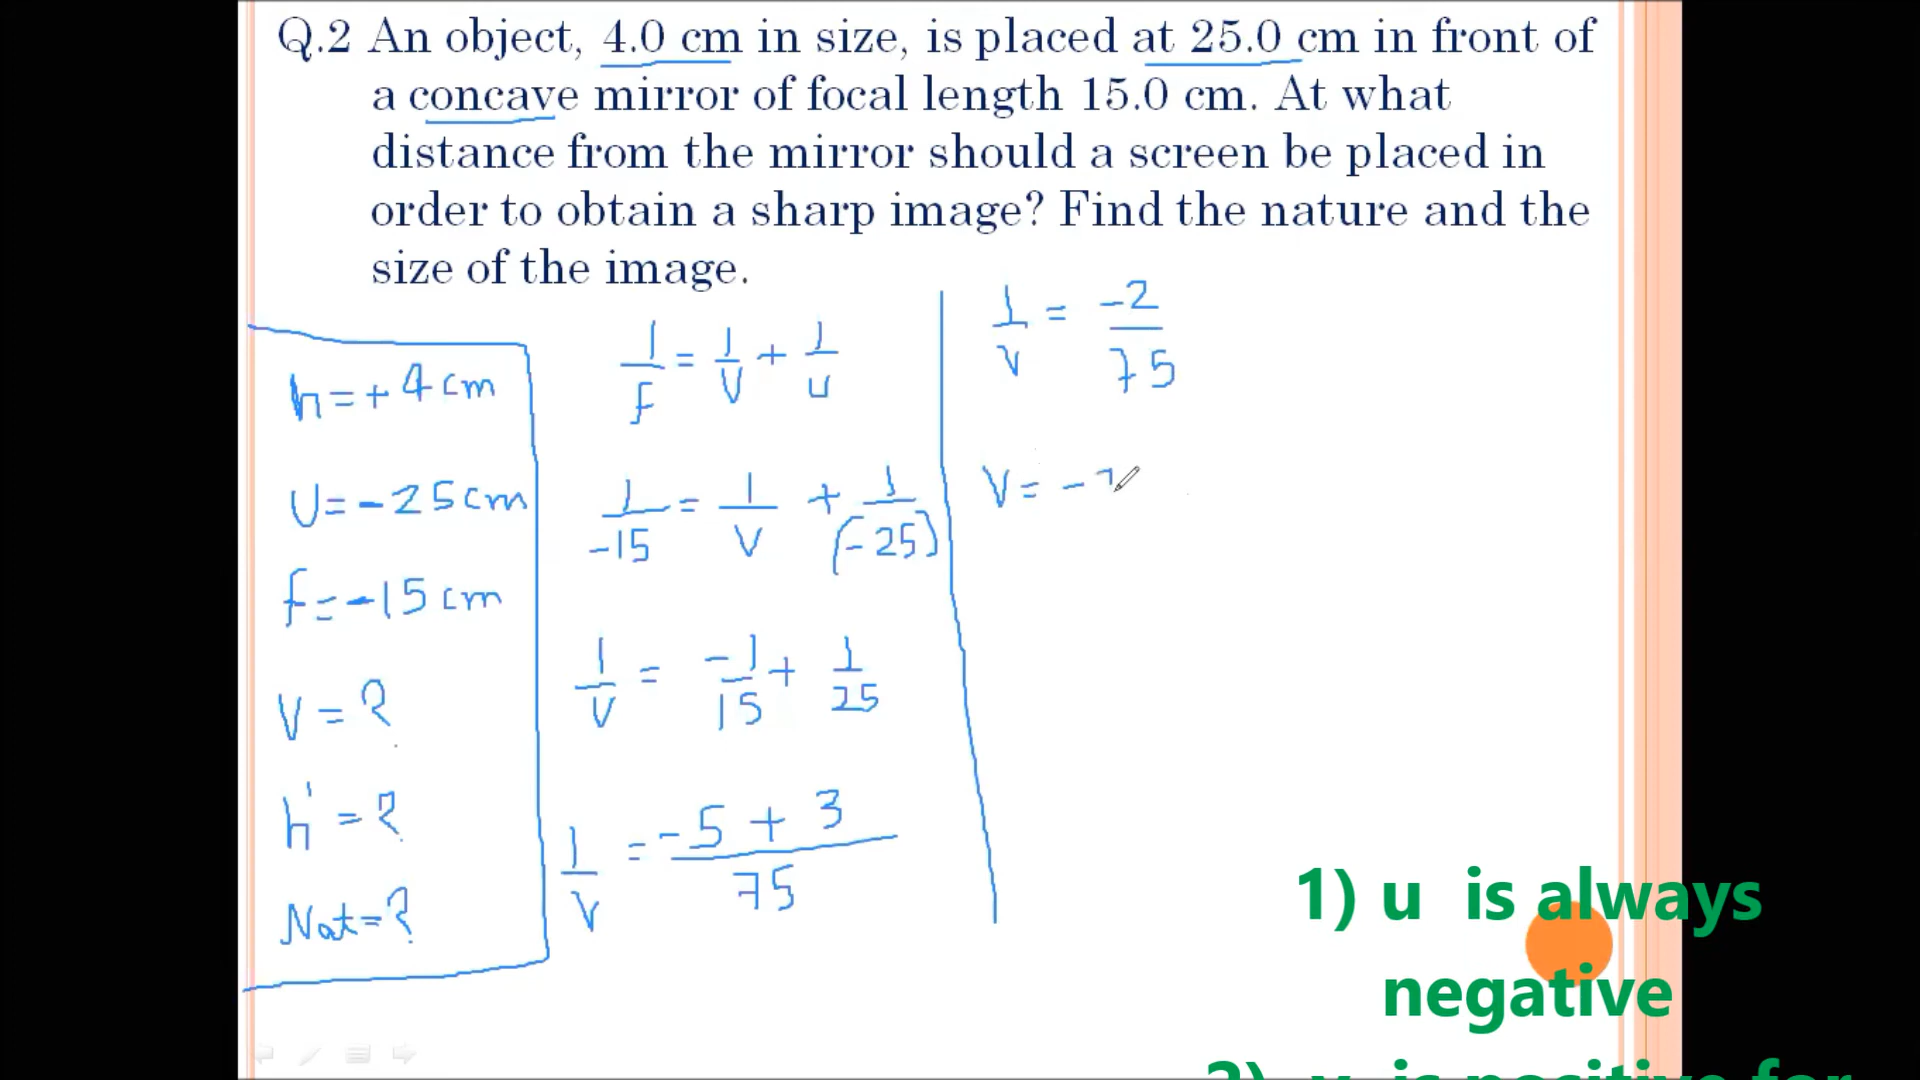 Q.2 An object, 4.0 cm in size, is placed at 25.0 cm in front of
a concave mirror of focal length 15.0 cm. At what
distance from the mirror should a screen be placed in
order to obtain a sharp image? Find the nature and the
size of the image.
h = + 4 cm
U = - 25 cm
f = - 15 cm
V = ?
h' = ?
Nat = ?
1/f = 1/V + 1/u
1/-15 = 1/V + 1/(-25)
1/V = -1/15 + 1/25
1/V = -5 + 3/75
1/V = -2/75
V = -
1) u is always
negative
2) v is positive for